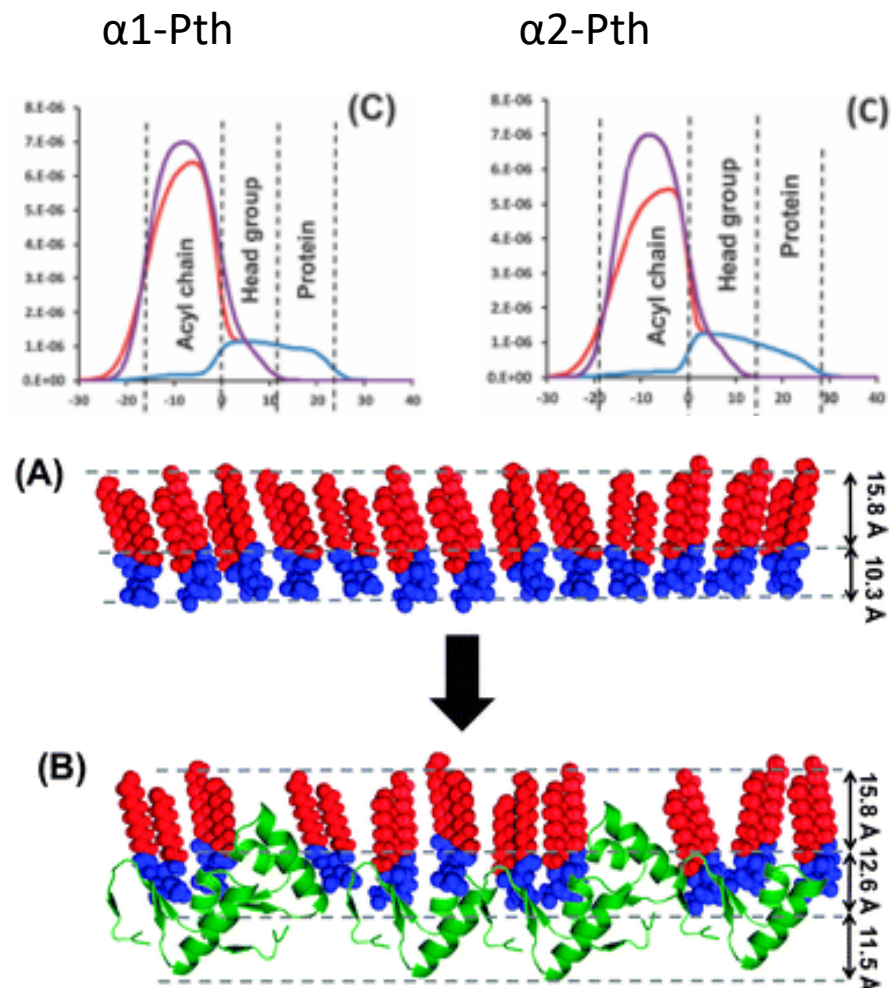 α1-Pth
α2-Pth
8.E-06
7.E-06
6.E-06
5.E-06
4.E-06
3.E-06
2.E-06
1.E-06
0.E+00
-30 -20 -10 0 10 20 30 40
Acyl chain
Head group
Protein
(C)
8.E-06
7.E-06
6.E-06
5.E-06
4.E-06
3.E-06
2.E-06
1.E-06
0.E+00
-30 -20 -10 0 10 20 30 40
Acyl chain
Head group
Protein
(C)
(A)
15.8 Å
10.3 Å
(B)
15.8 Å
12.6 Å
11.5 Å